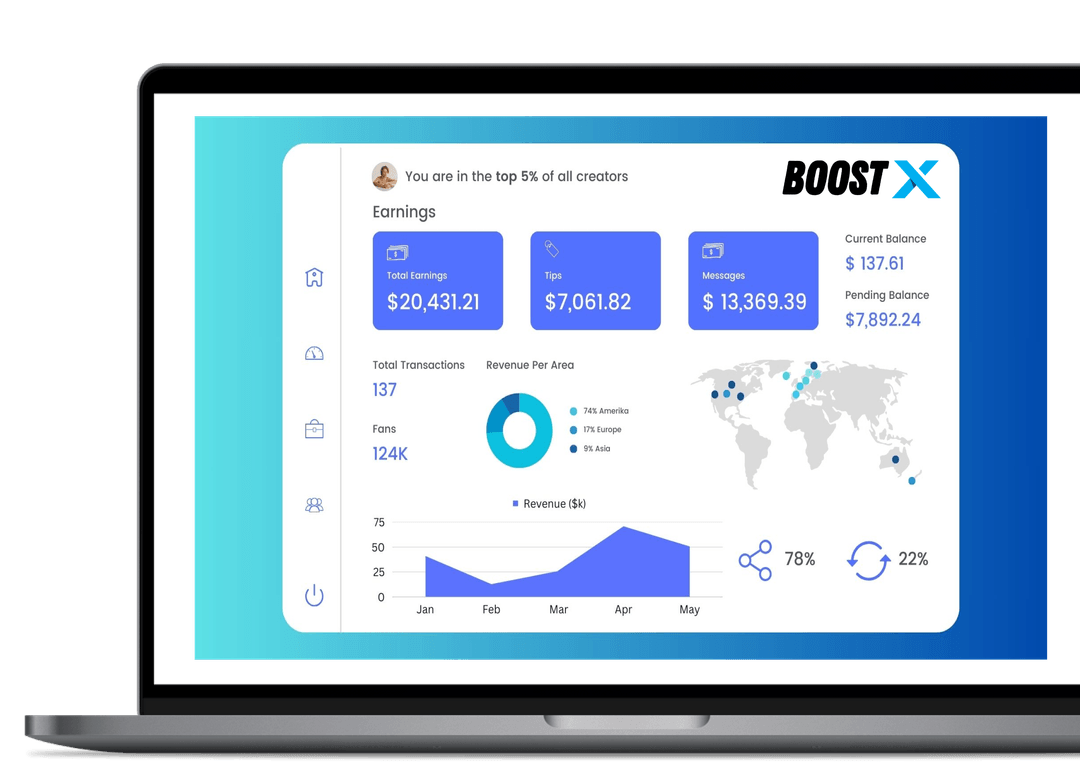 You are in the top 5% of all creators
BOOST X
Earnings
Total Earnings
$20,431.21
Tips
$7,061.82
Messages
$ 13,369.39
Current Balance
$ 137.61
Pending Balance
$7,892.24
Total Transactions
137
Fans
124K
Revenue Per Area
74% Amerika
17% Europe
9% Asia
Revenue ($k)
75
50
25
0
Jan Feb Mar Apr May
78%
22%